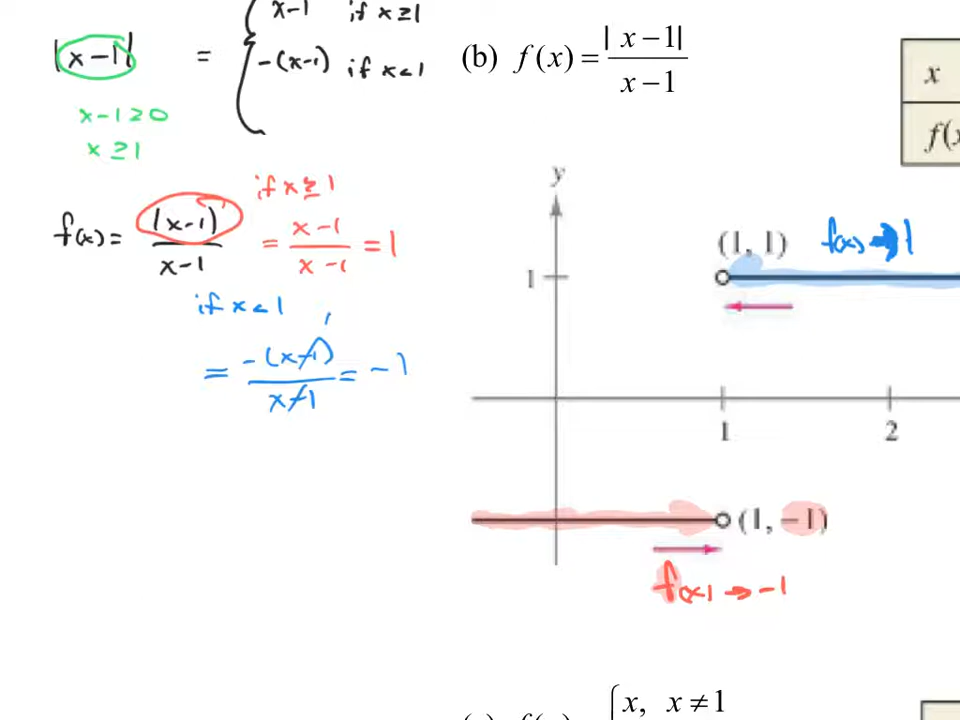 x-1 if x≥1
|x-1| =
-(x-1) if x<1
x-1≥0
x≥1
if x≥1
f(x)= |x-1| / x-1 = x-1 / x-1 = 1
if x<1
= -(x-1) / x-1 = -1
(b) f(x) = | x − 1| / x − 1
x
y
(1, 1) f(x)→1
1
1 2
(1, −1)
f(x)→-1
x, x ≠ 1